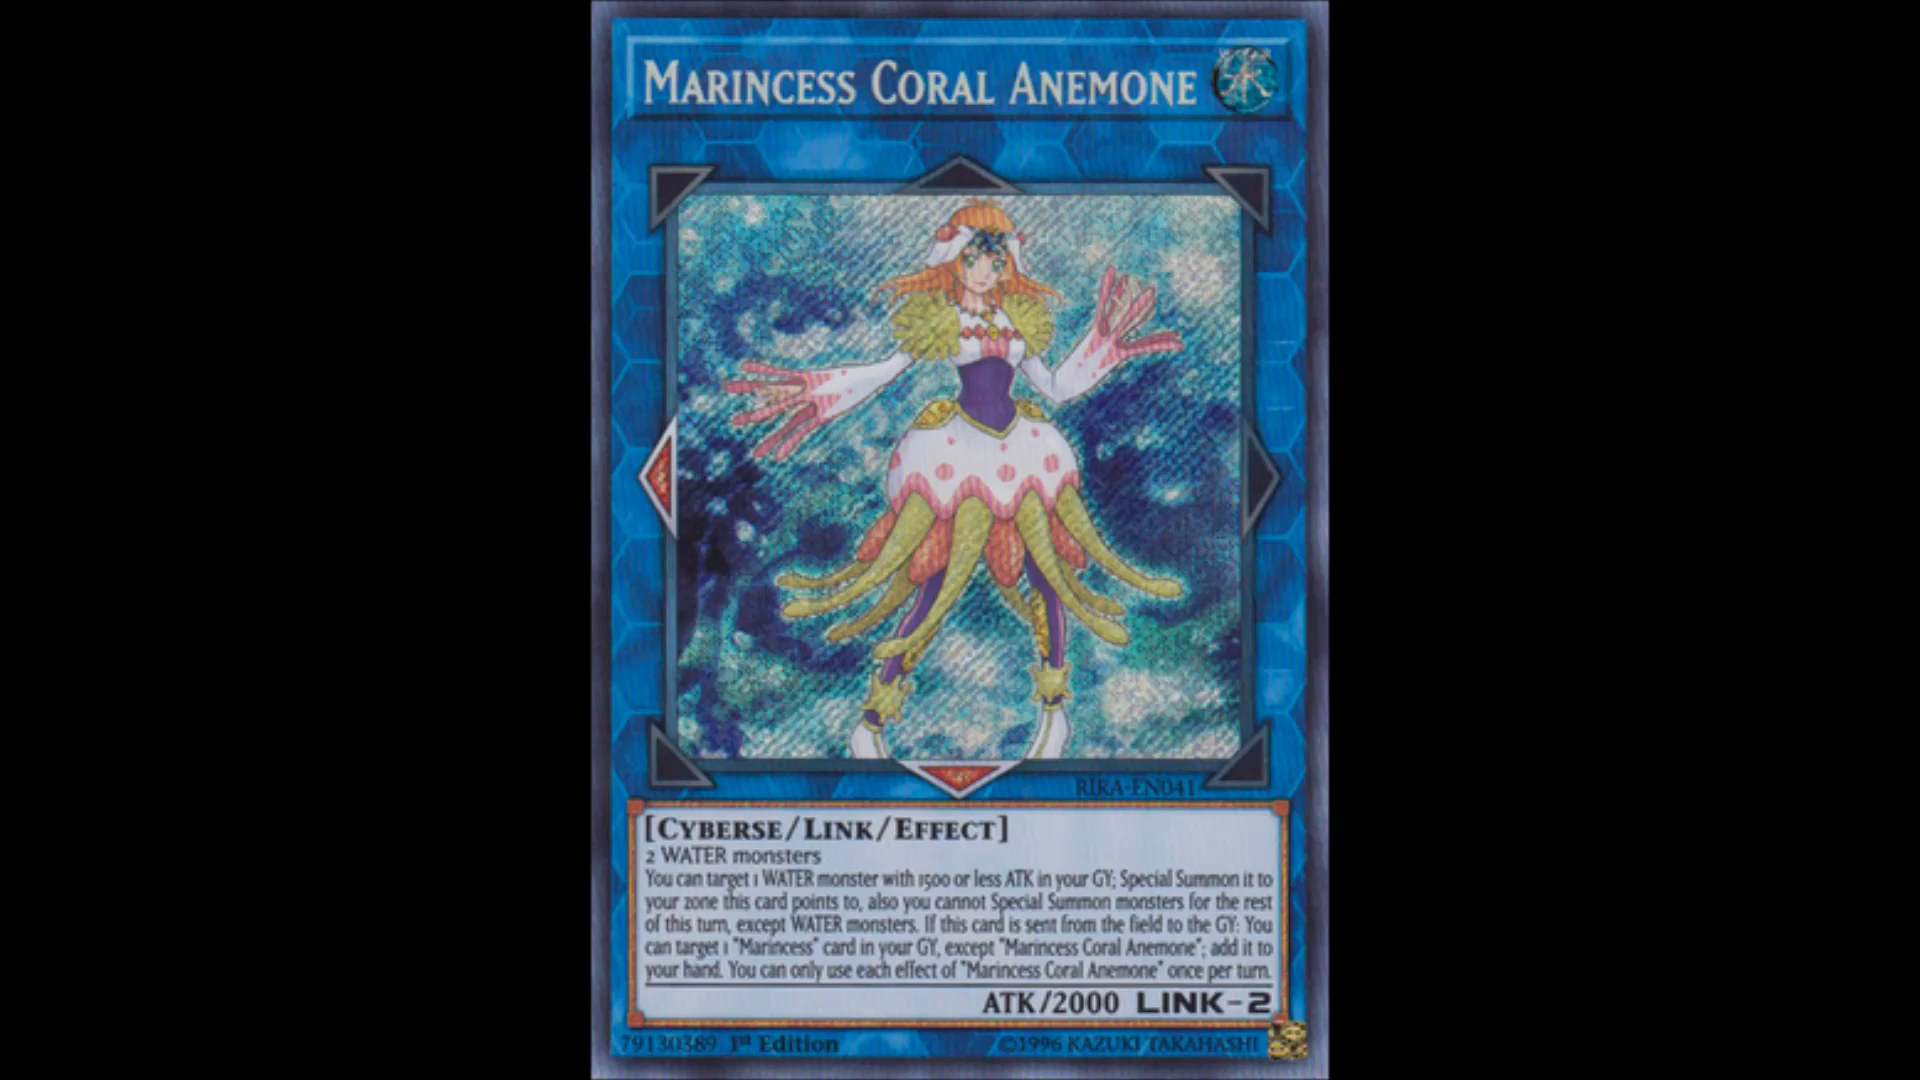 MARINCESS CORAL ANEMONE
水
RIKA-EN041
[CYBERSE/LINK/EFFECT]
2 WATER monsters
You can target 1 WATER monster with 1500 or less ATK in your GY; Special Summon it to
your zone this card points to, also you cannot Special Summon monsters for the rest
of this turn, except WATER monsters. If this card is sent from the field to the GY: You
can target 1 "Marincess" card in your GY, except "Marincess Coral Anemone"; add it to
your hand. You can only use each effect of "Marincess Coral Anemone" once per turn.
ATK/2000 LINK-2
79130389 1st Edition ©1996 KAZUKI TAKAHASHI